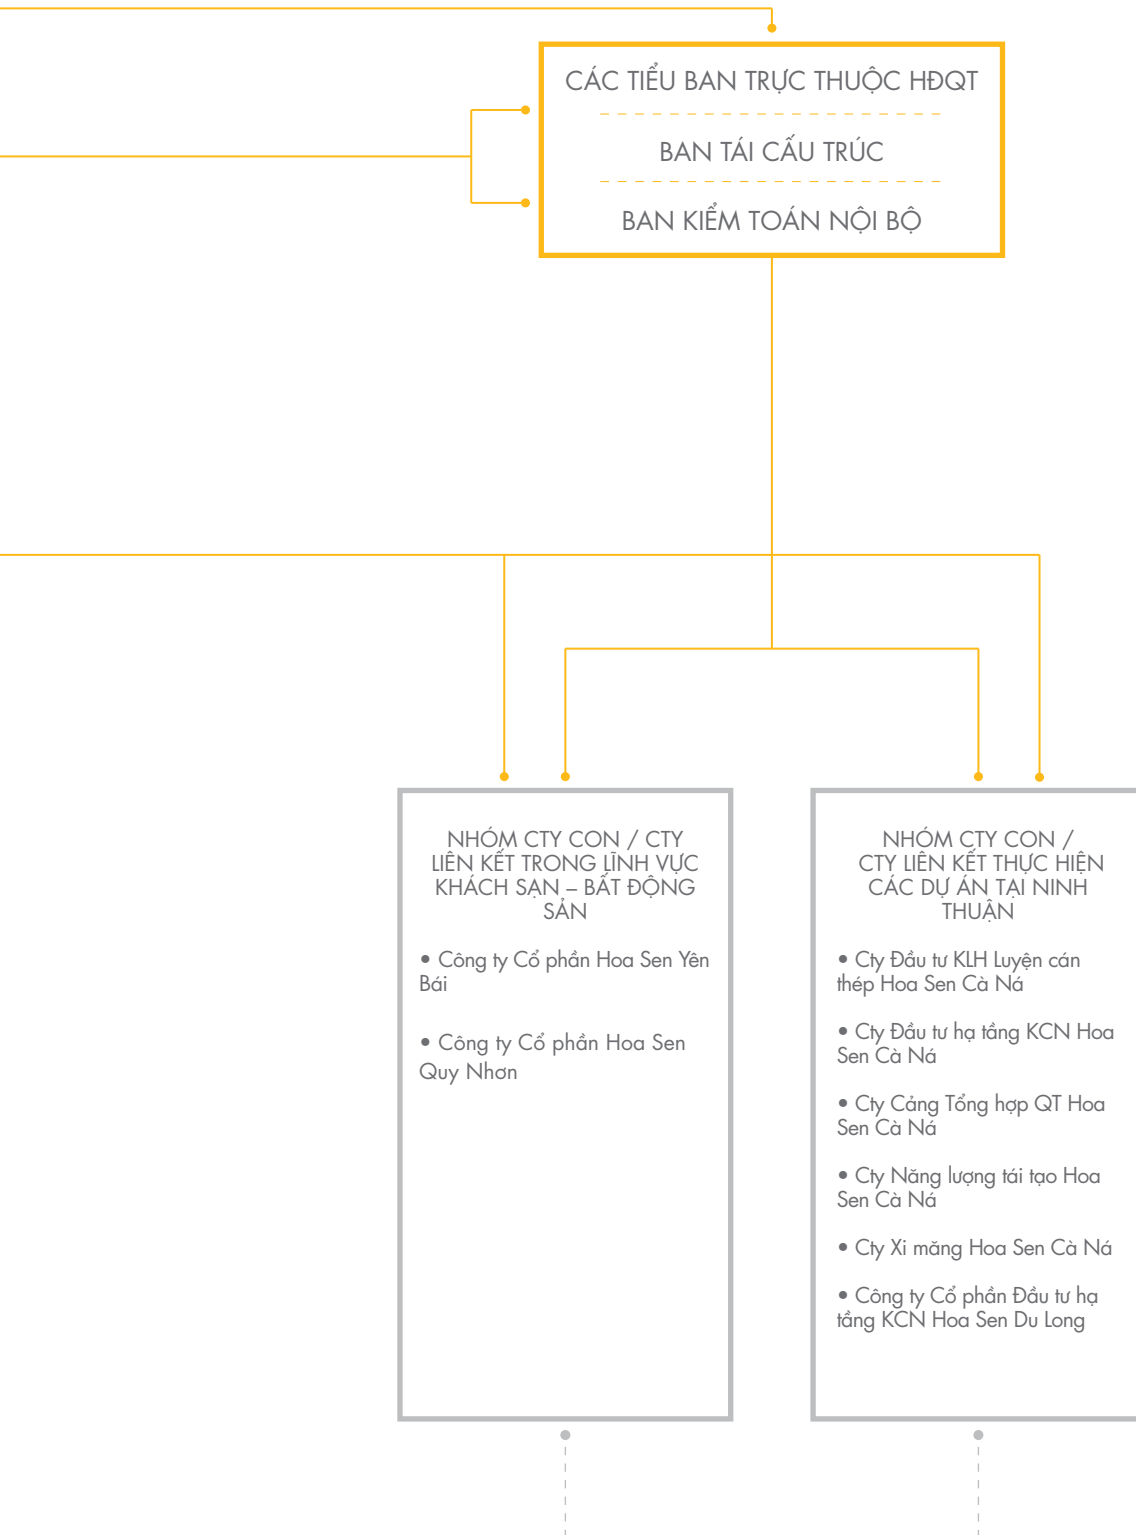 CÁC TIỂU BAN TRỰC THUỘC HĐQT
BAN TÁI CẤU TRÚC
BAN KIỂM TOÁN NỘI BỘ
NHÓM CTY CON / CTY
LIÊN KẾT TRONG LĨNH VỰC
KHÁCH SẠN – BẤT ĐỘNG
SẢN
• Công ty Cổ phần Hoa Sen Yên
Bái
• Công ty Cổ phần Hoa Sen
Quy Nhơn
NHÓM CTY CON /
CTY LIÊN KẾT THỰC HIỆN
CÁC DỰ ÁN TẠI NINH
THUẬN
• Cty Đầu tư KLH Luyện cán
thép Hoa Sen Cà Ná
• Cty Đầu tư hạ tầng KCN Hoa
Sen Cà Ná
• Cty Cảng Tổng hợp QT Hoa
Sen Cà Ná
• Cty Năng lượng tái tạo Hoa
Sen Cà Ná
• Cty Xi măng Hoa Sen Cà Ná
• Công ty Cổ phần Đầu tư hạ
tầng KCN Hoa Sen Du Long